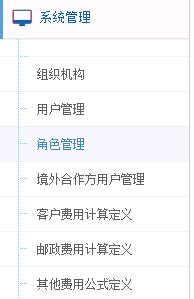 系统管理
组织机构
用户管理
角色管理
境外合作方用户管理
客户费用计算定义
邮政费用计算定义
其他费用公式定义